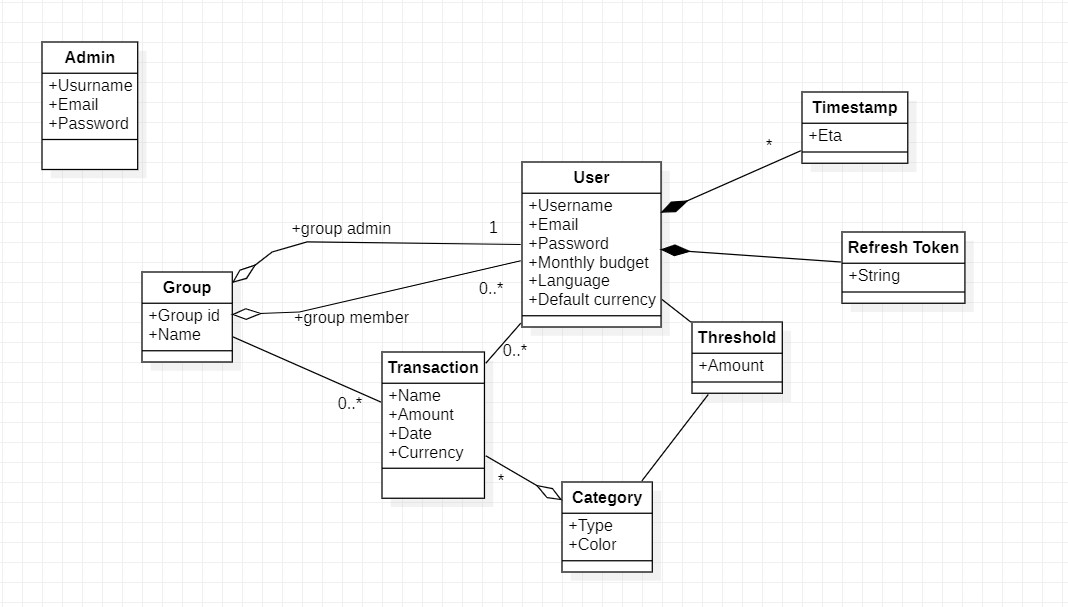 Admin
+Usurname
+Email
+Password
Timestamp
+Eta
*
User
+Username
+Email
+Password
+Monthly budget
+Language
+Default currency
+group admin
1
Refresh Token
+String
Group
+Group id
+Name
0..*
+group member
Threshold
+Amount
0..*
Transaction
+Name
+Amount
+Date
+Currency
0..*
*
Category
+Type
+Color